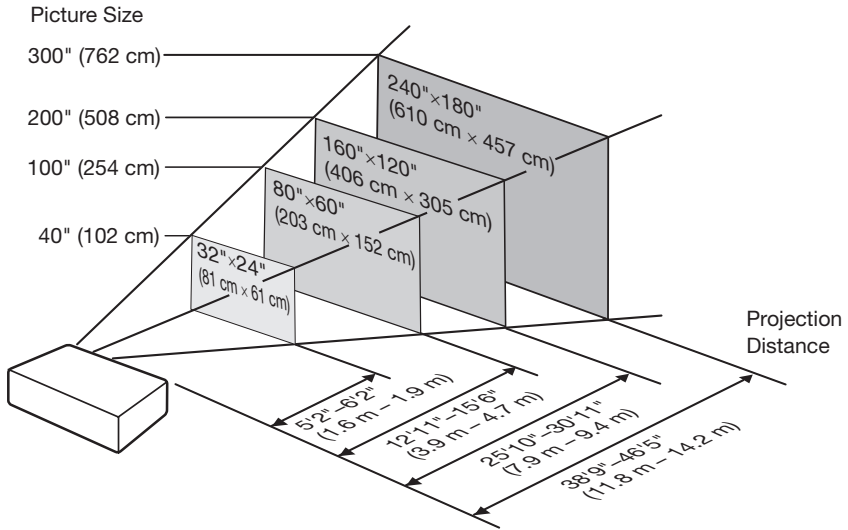 Picture Size
300" (762 cm)
200" (508 cm)
100" (254 cm)
40" (102 cm)
240"×180"
(610 cm × 457 cm)
160"×120"
(406 cm × 305 cm)
80"×60"
(203 cm × 152 cm)
32"×24"
(81 cm × 61 cm)
Projection
Distance
5'2"–6'2"
(1.6 m – 1.9 m)
12'11"–15'6"
(3.9 m – 4.7 m)
25'10"–30'11"
(7.9 m – 9.4 m)
38'9"–46'5"
(11.8 m – 14.2 m)